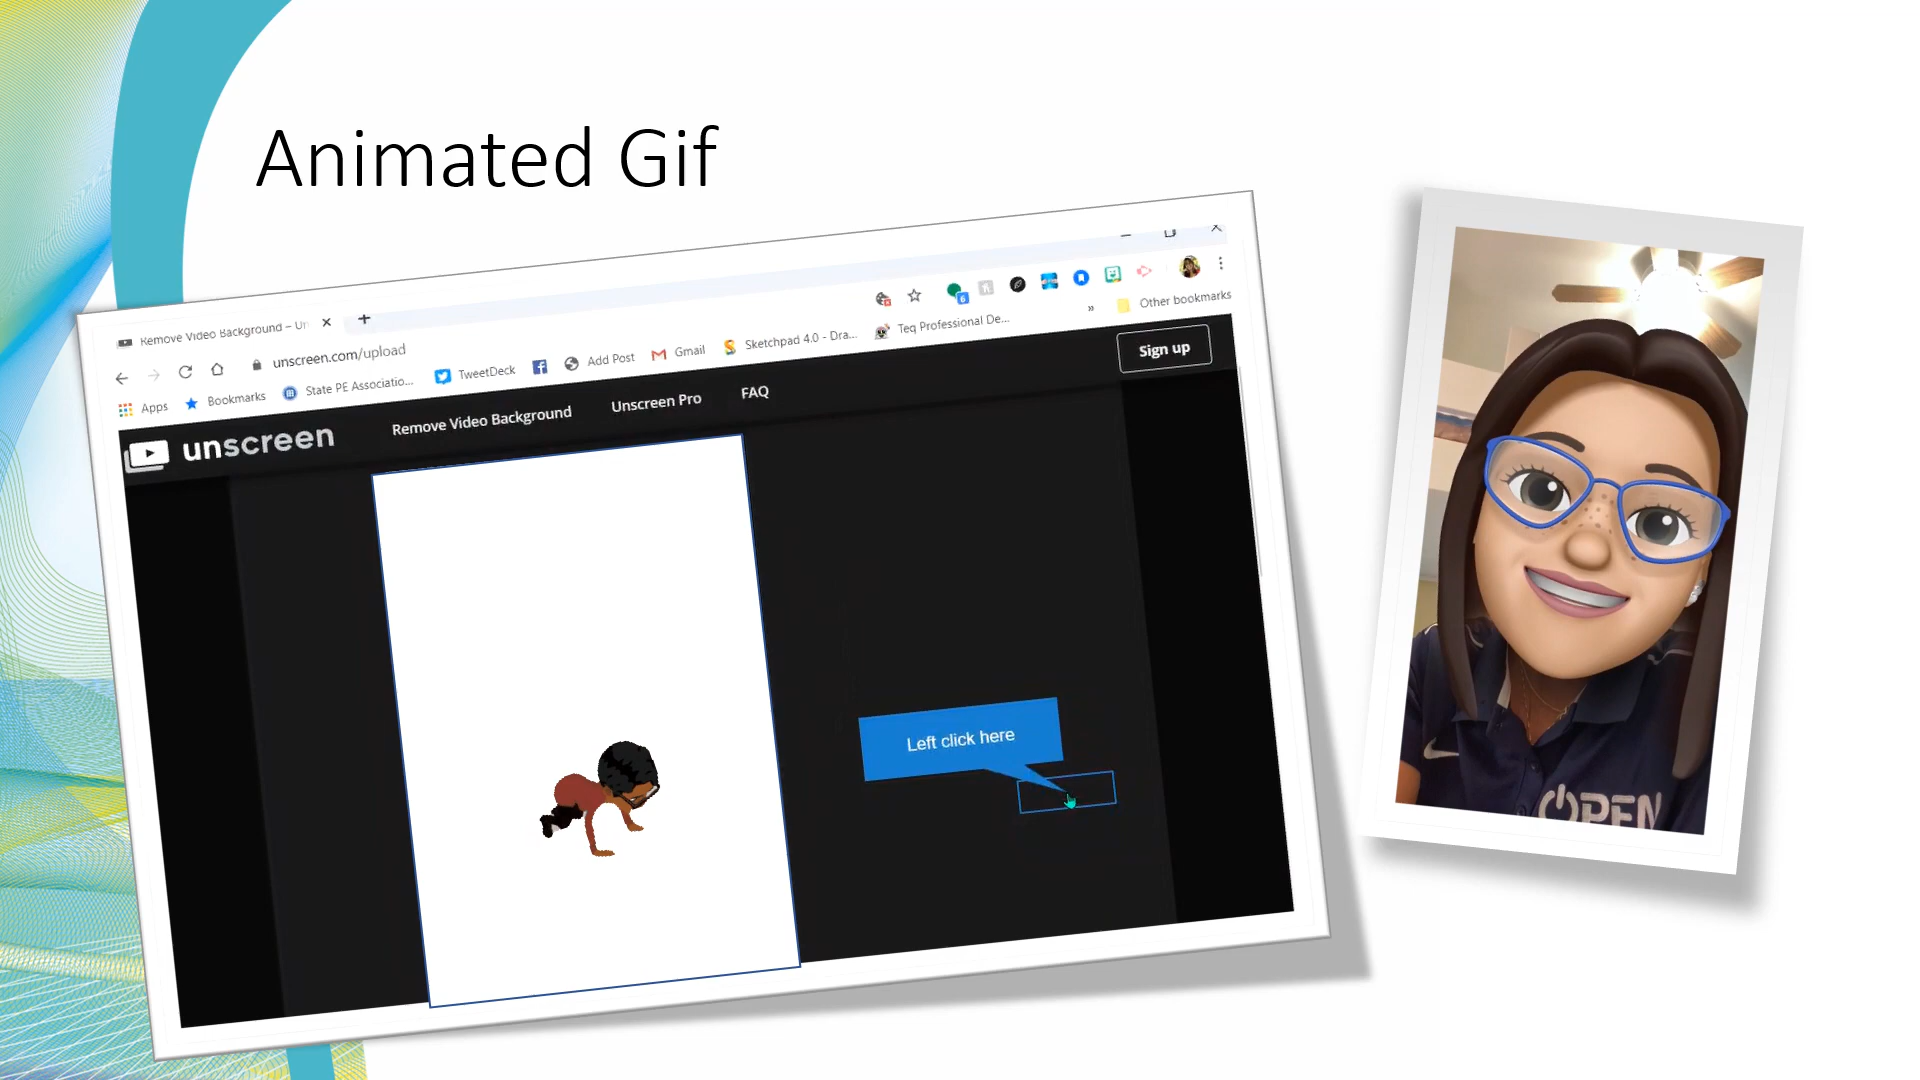 Animated Gif
Remove Video Background – Un
unscreen.com/upload
Apps
Bookmarks
State PE Associatio...
TweetDeck
Add Post
Gmail
Sketchpad 4.0 - Dra...
Teq Professional De...
»
Other bookmarks
unscreen
Remove Video Background
Unscreen Pro
FAQ
Sign up
Left click here
OPEN